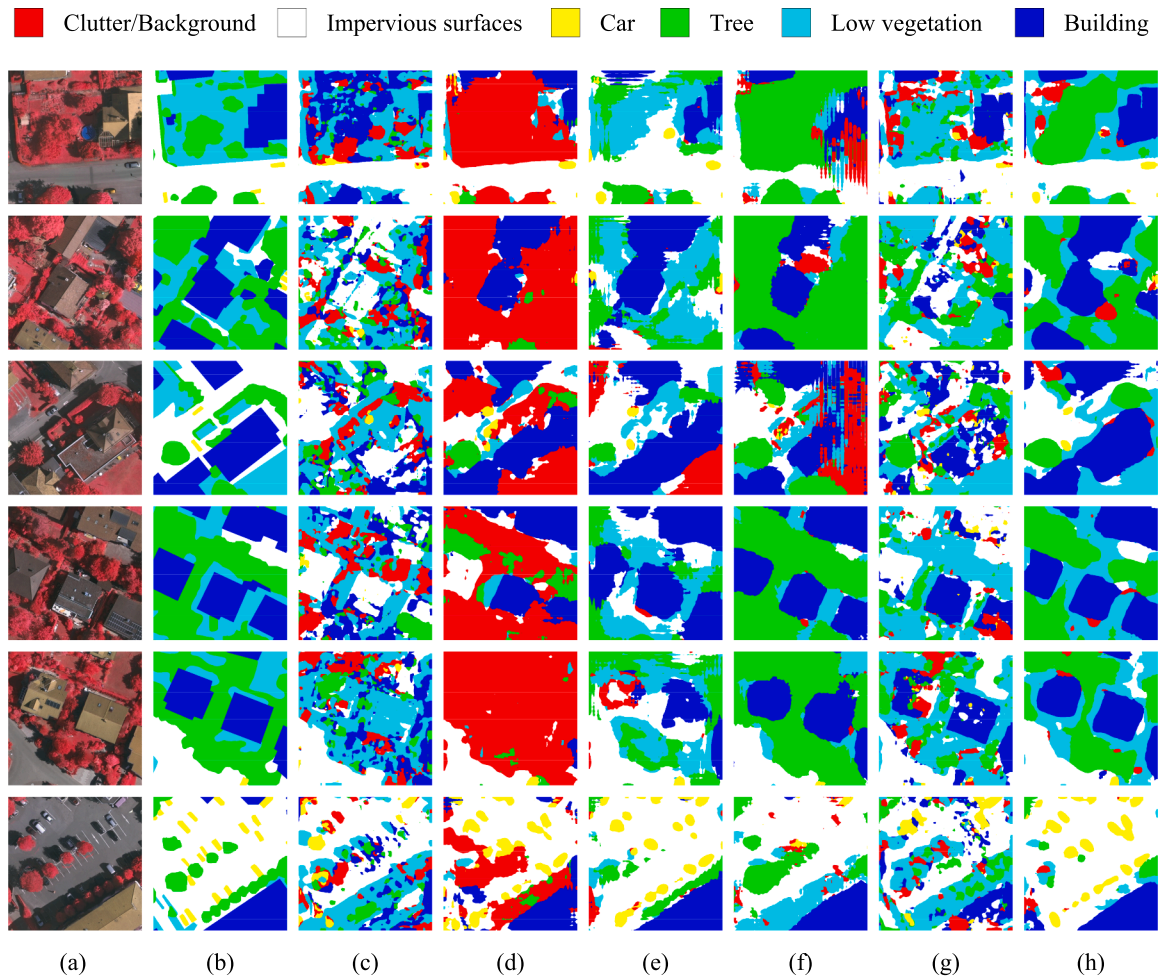 Clutter/Background Impervious surfaces Car Tree Low vegetation Building
(a) (b) (c) (d) (e) (f) (g) (h)